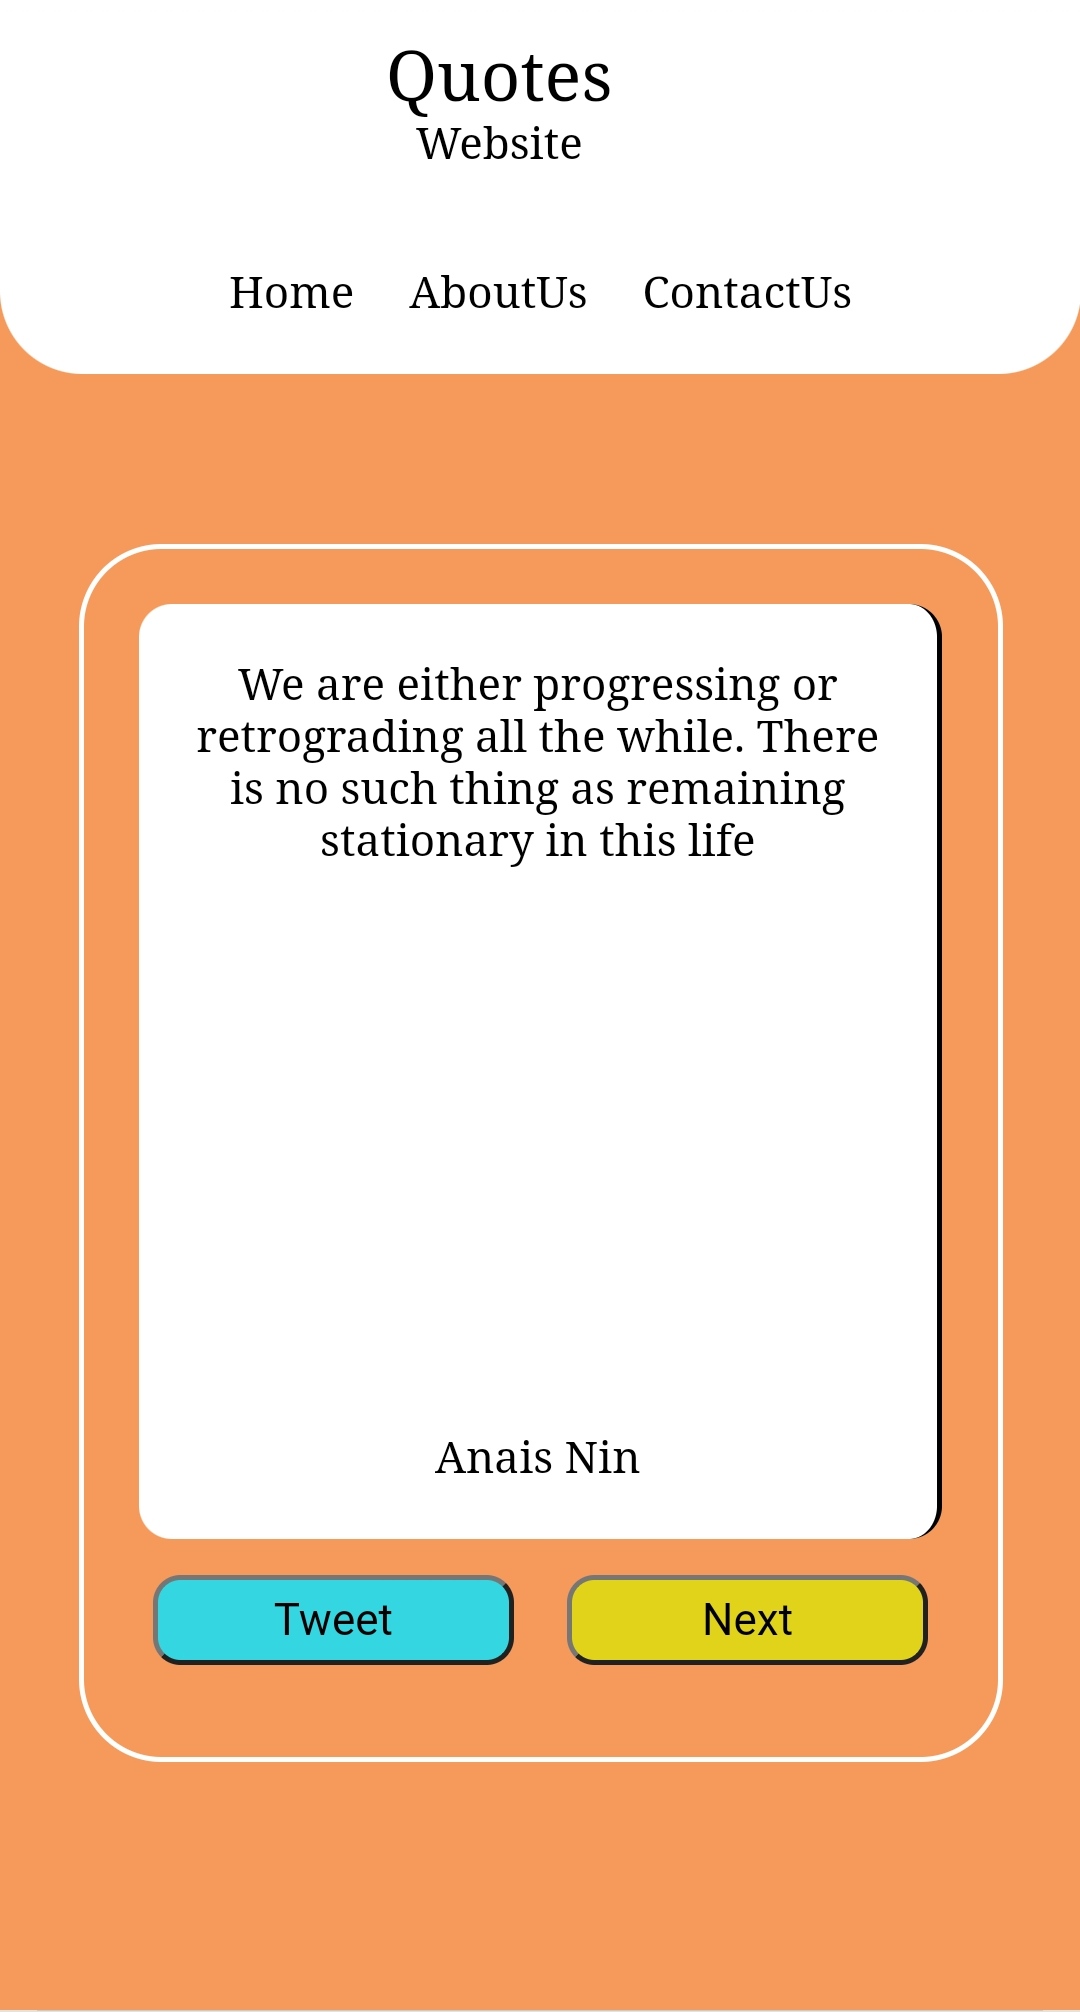 Quotes
Website
Home AboutUs ContactUs
We are either progressing or
retrograding all the while. There
is no such thing as remaining
stationary in this life
Anais Nin
Tweet Next